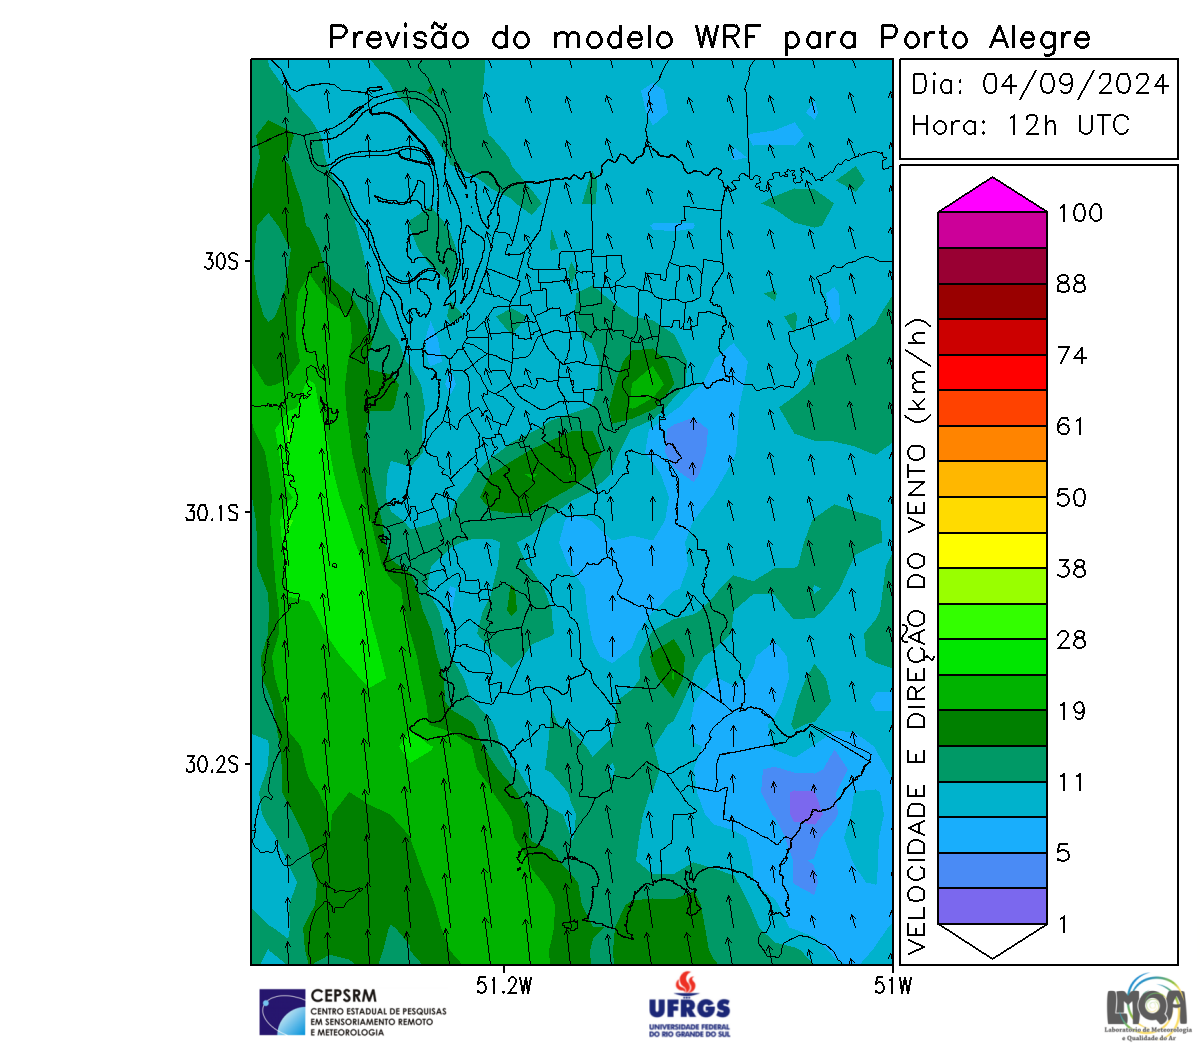 Previsão do modelo WRF para Porto Alegre
Dia: 04/09/2024
Hora: 12h UTC
VELOCIDADE E DIREÇÃO DO VENTO (km/h)
100
88
74
61
50
38
28
19
11
5
1
30S
30.1S
30.2S
51.2W
51W
CEPSRM
CENTRO ESTADUAL DE PESQUISAS
EM SENSORIAMENTO REMOTO
E METEOROLOGIA
UFRGS
UNIVERSIDADE FEDERAL
DO RIO GRANDE DO SUL
LMQA
Laboratório de Meteorologia
e Qualidade do Ar